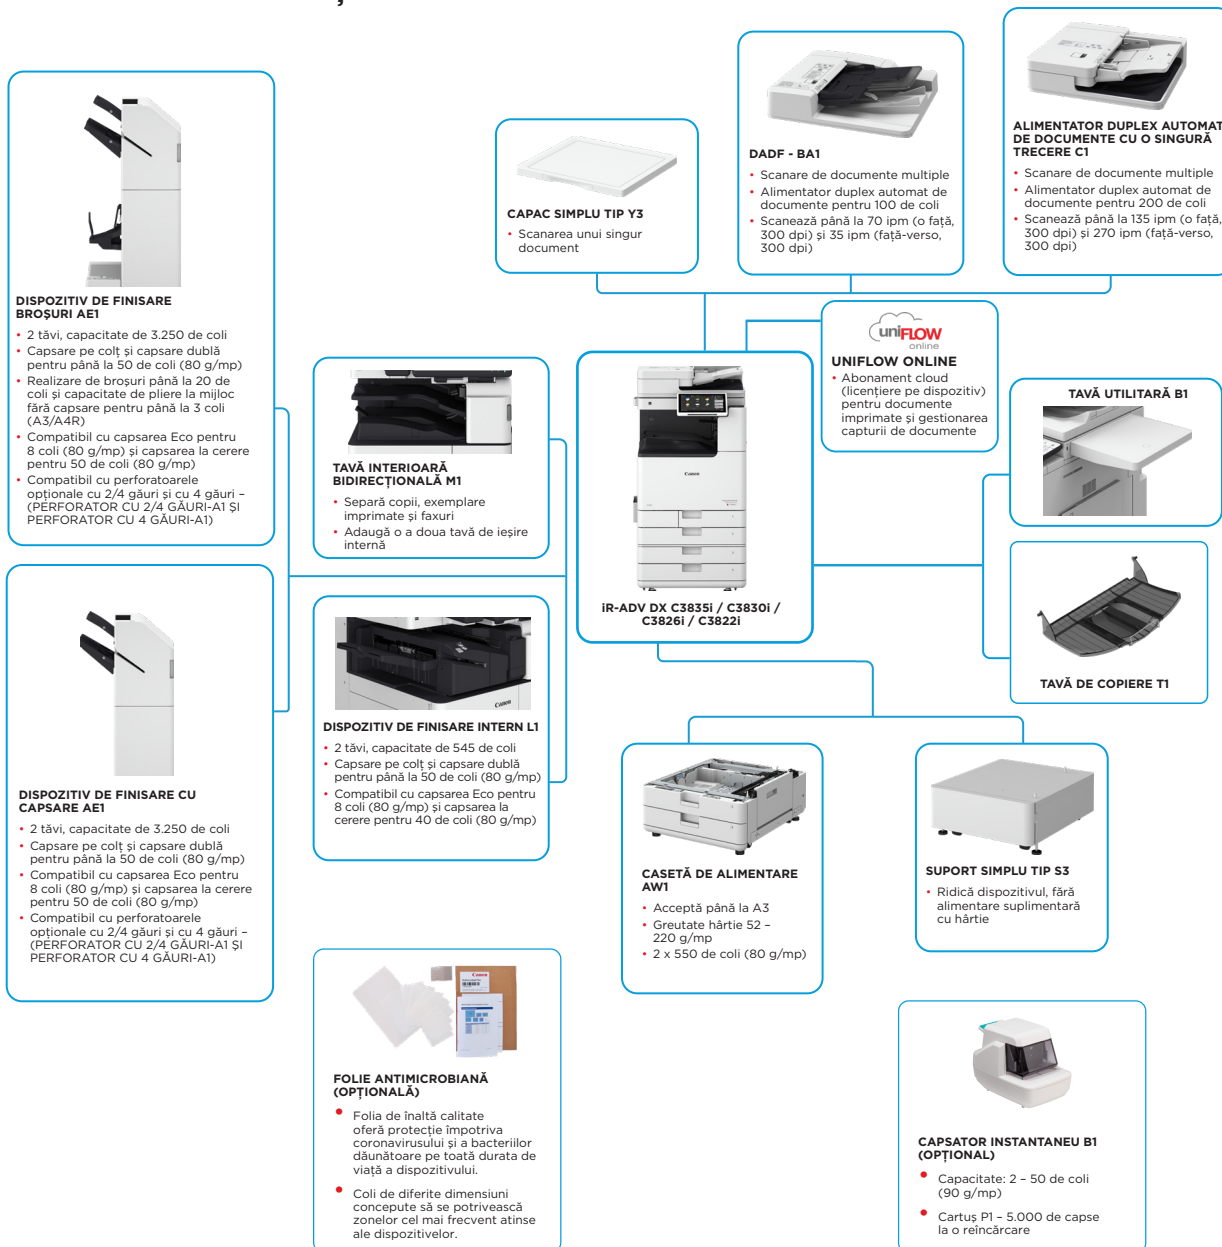 DISPOZITIV DE FINISARE
BROȘURI AE1
• 2 tăvi, capacitate de 3.250 de coli
• Capsare pe colț și capsare dublă
pentru până la 50 de coli (80 g/mp)
• Realizare de broșuri până la 20 de
coli și capacitate de pliere la mijloc
fără capsare pentru până la 3 coli
(A3/A4R)
• Compatibil cu capsarea Eco pentru
8 coli (80 g/mp) și capsarea la cerere
pentru 50 de coli (80 g/mp)
• Compatibil cu perforatoarele
opționale cu 2/4 găuri și cu 4 găuri –
(PERFORATOR CU 2/4 GĂURI-A1 ȘI
PERFORATOR CU 4 GĂURI-A1)
DISPOZITIV DE FINISARE CU
CAPSARE AE1
• 2 tăvi, capacitate de 3.250 de coli
• Capsare pe colț și capsare dublă
pentru până la 50 de coli (80 g/mp)
• Compatibil cu capsarea Eco pentru
8 coli (80 g/mp) și capsarea la cerere
pentru 50 de coli (80 g/mp)
• Compatibil cu perforatoarele
opționale cu 2/4 găuri și cu 4 găuri –
(PERFORATOR CU 2/4 GĂURI-A1 ȘI
PERFORATOR CU 4 GĂURI-A1)
CAPAC SIMPLU TIP Y3
• Scanarea unui singur
document
DADF - BA1
• Scanare de documente multiple
• Alimentator duplex automat de
documente pentru 100 de coli
• Scanează până la 70 ipm (o față,
300 dpi) și 35 ipm (față-verso,
300 dpi)
ALIMENTATOR DUPLEX AUTOMAT
DE DOCUMENTE CU O SINGURĂ
TRECERE C1
• Scanare de documente multiple
• Alimentator duplex automat de
documente pentru 200 de coli
• Scanează până la 135 ipm (o față,
300 dpi) și 270 ipm (față-verso,
300 dpi)
TAVĂ INTERIOARĂ
BIDIRECȚIONALĂ M1
• Separă copii, exemplare
imprimate și faxuri
• Adaugă o a doua tavă de ieșire
internă
Canon
iR-ADV DX C3835i / C3830i /
C3826i / C3822i
uniFLOW
online
UNIFLOW ONLINE
• Abonament cloud
(licențiere pe dispozitiv)
pentru documente
imprimate și gestionarea
capturii de documente
TAVĂ UTILITARĂ B1
TAVĂ DE COPIERE T1
Canon
DISPOZITIV DE FINISARE INTERN L1
• 2 tăvi, capacitate de 545 de coli
• Capsare pe colț și capsare dublă
pentru până la 50 de coli (80 g/mp)
• Compatibil cu capsarea Eco pentru
8 coli (80 g/mp) și capsarea la
cerere pentru 40 de coli (80 g/mp)
CASETĂ DE ALIMENTARE
AW1
• Acceptă până la A3
• Greutate hârtie 52 –
220 g/mp
• 2 x 550 de coli (80 g/mp)
SUPORT SIMPLU TIP S3
• Ridică dispozitivul, fără
alimentare suplimentară
cu hârtie
Canon
FOLIE ANTIMICROBIANĂ
(OPȚIONALĂ)
• Folia de înaltă calitate
oferă protecție împotriva
coronavirusului și a bacteriilor
dăunătoare pe toată durata de
viață a dispozitivului.
• Coli de diferite dimensiuni
concepute să se potrivească
zonelor cel mai frecvent atinse
ale dispozitivelor.
CAPSATOR INSTANTANEU B1
(OPȚIONAL)
• Capacitate: 2 – 50 de coli
(90 g/mp)
• Cartuș P1 – 5.000 de capse
la o reîncărcare